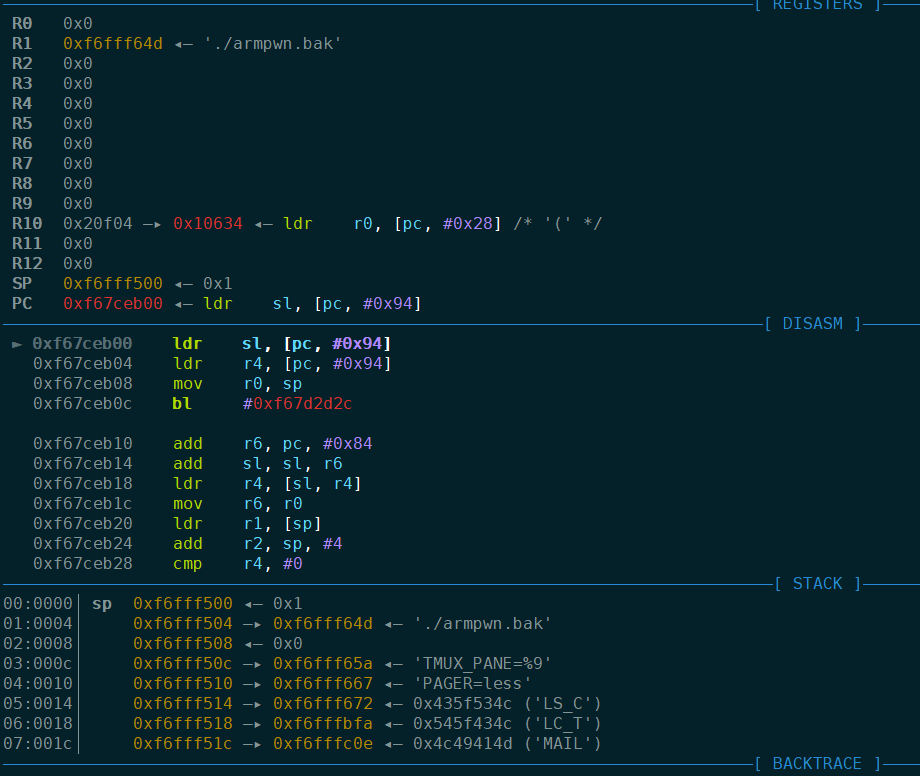 [ REGISTERS ]
R0 0x0
R1 0xf6fff64d ◂— './armpwn.bak'
R2 0x0
R3 0x0
R4 0x0
R5 0x0
R6 0x0
R7 0x0
R8 0x0
R9 0x0
R10 0x20f04 —▸ 0x10634 ◂— ldr r0, [pc, #0x28] /* '(' */
R11 0x0
R12 0x0
SP 0xf6fff500 ◂— 0x1
PC 0xf67ceb00 ◂— ldr sl, [pc, #0x94]
[ DISASM ]
► 0xf67ceb00 ldr sl, [pc, #0x94]
0xf67ceb04 ldr r4, [pc, #0x94]
0xf67ceb08 mov r0, sp
0xf67ceb0c bl #0xf67d2d2c
0xf67ceb10 add r6, pc, #0x84
0xf67ceb14 add sl, sl, r6
0xf67ceb18 ldr r4, [sl, r4]
0xf67ceb1c mov r6, r0
0xf67ceb20 ldr r1, [sp]
0xf67ceb24 add r2, sp, #4
0xf67ceb28 cmp r4, #0
[ STACK ]
00:0000│ sp 0xf6fff500 ◂— 0x1
01:0004│ 0xf6fff504 —▸ 0xf6fff64d ◂— './armpwn.bak'
02:0008│ 0xf6fff508 ◂— 0x0
03:000c│ 0xf6fff50c —▸ 0xf6fff65a ◂— 'TMUX_PANE=%9'
04:0010│ 0xf6fff510 —▸ 0xf6fff667 ◂— 'PAGER=less'
05:0014│ 0xf6fff514 —▸ 0xf6fff672 ◂— 0x435f534c ('LS_C')
06:0018│ 0xf6fff518 —▸ 0xf6fffbfa ◂— 0x545f434c ('LC_T')
07:001c│ 0xf6fff51c —▸ 0xf6fffc0e ◂— 0x4c49414d ('MAIL')
[ BACKTRACE ]